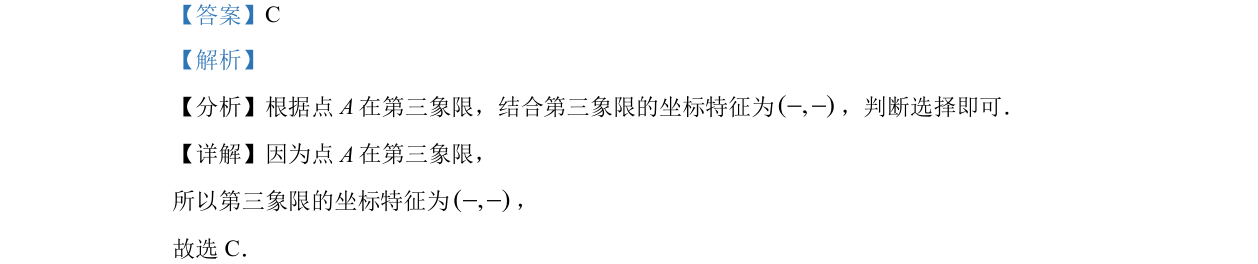 【答案】C
【解析】
【分析】根据点 A 在第三象限，结合第三象限的坐标特征为(−,−)，判断选择即可．
【详解】因为点 A 在第三象限，
所以第三象限的坐标特征为(−,−)，
故选 C．